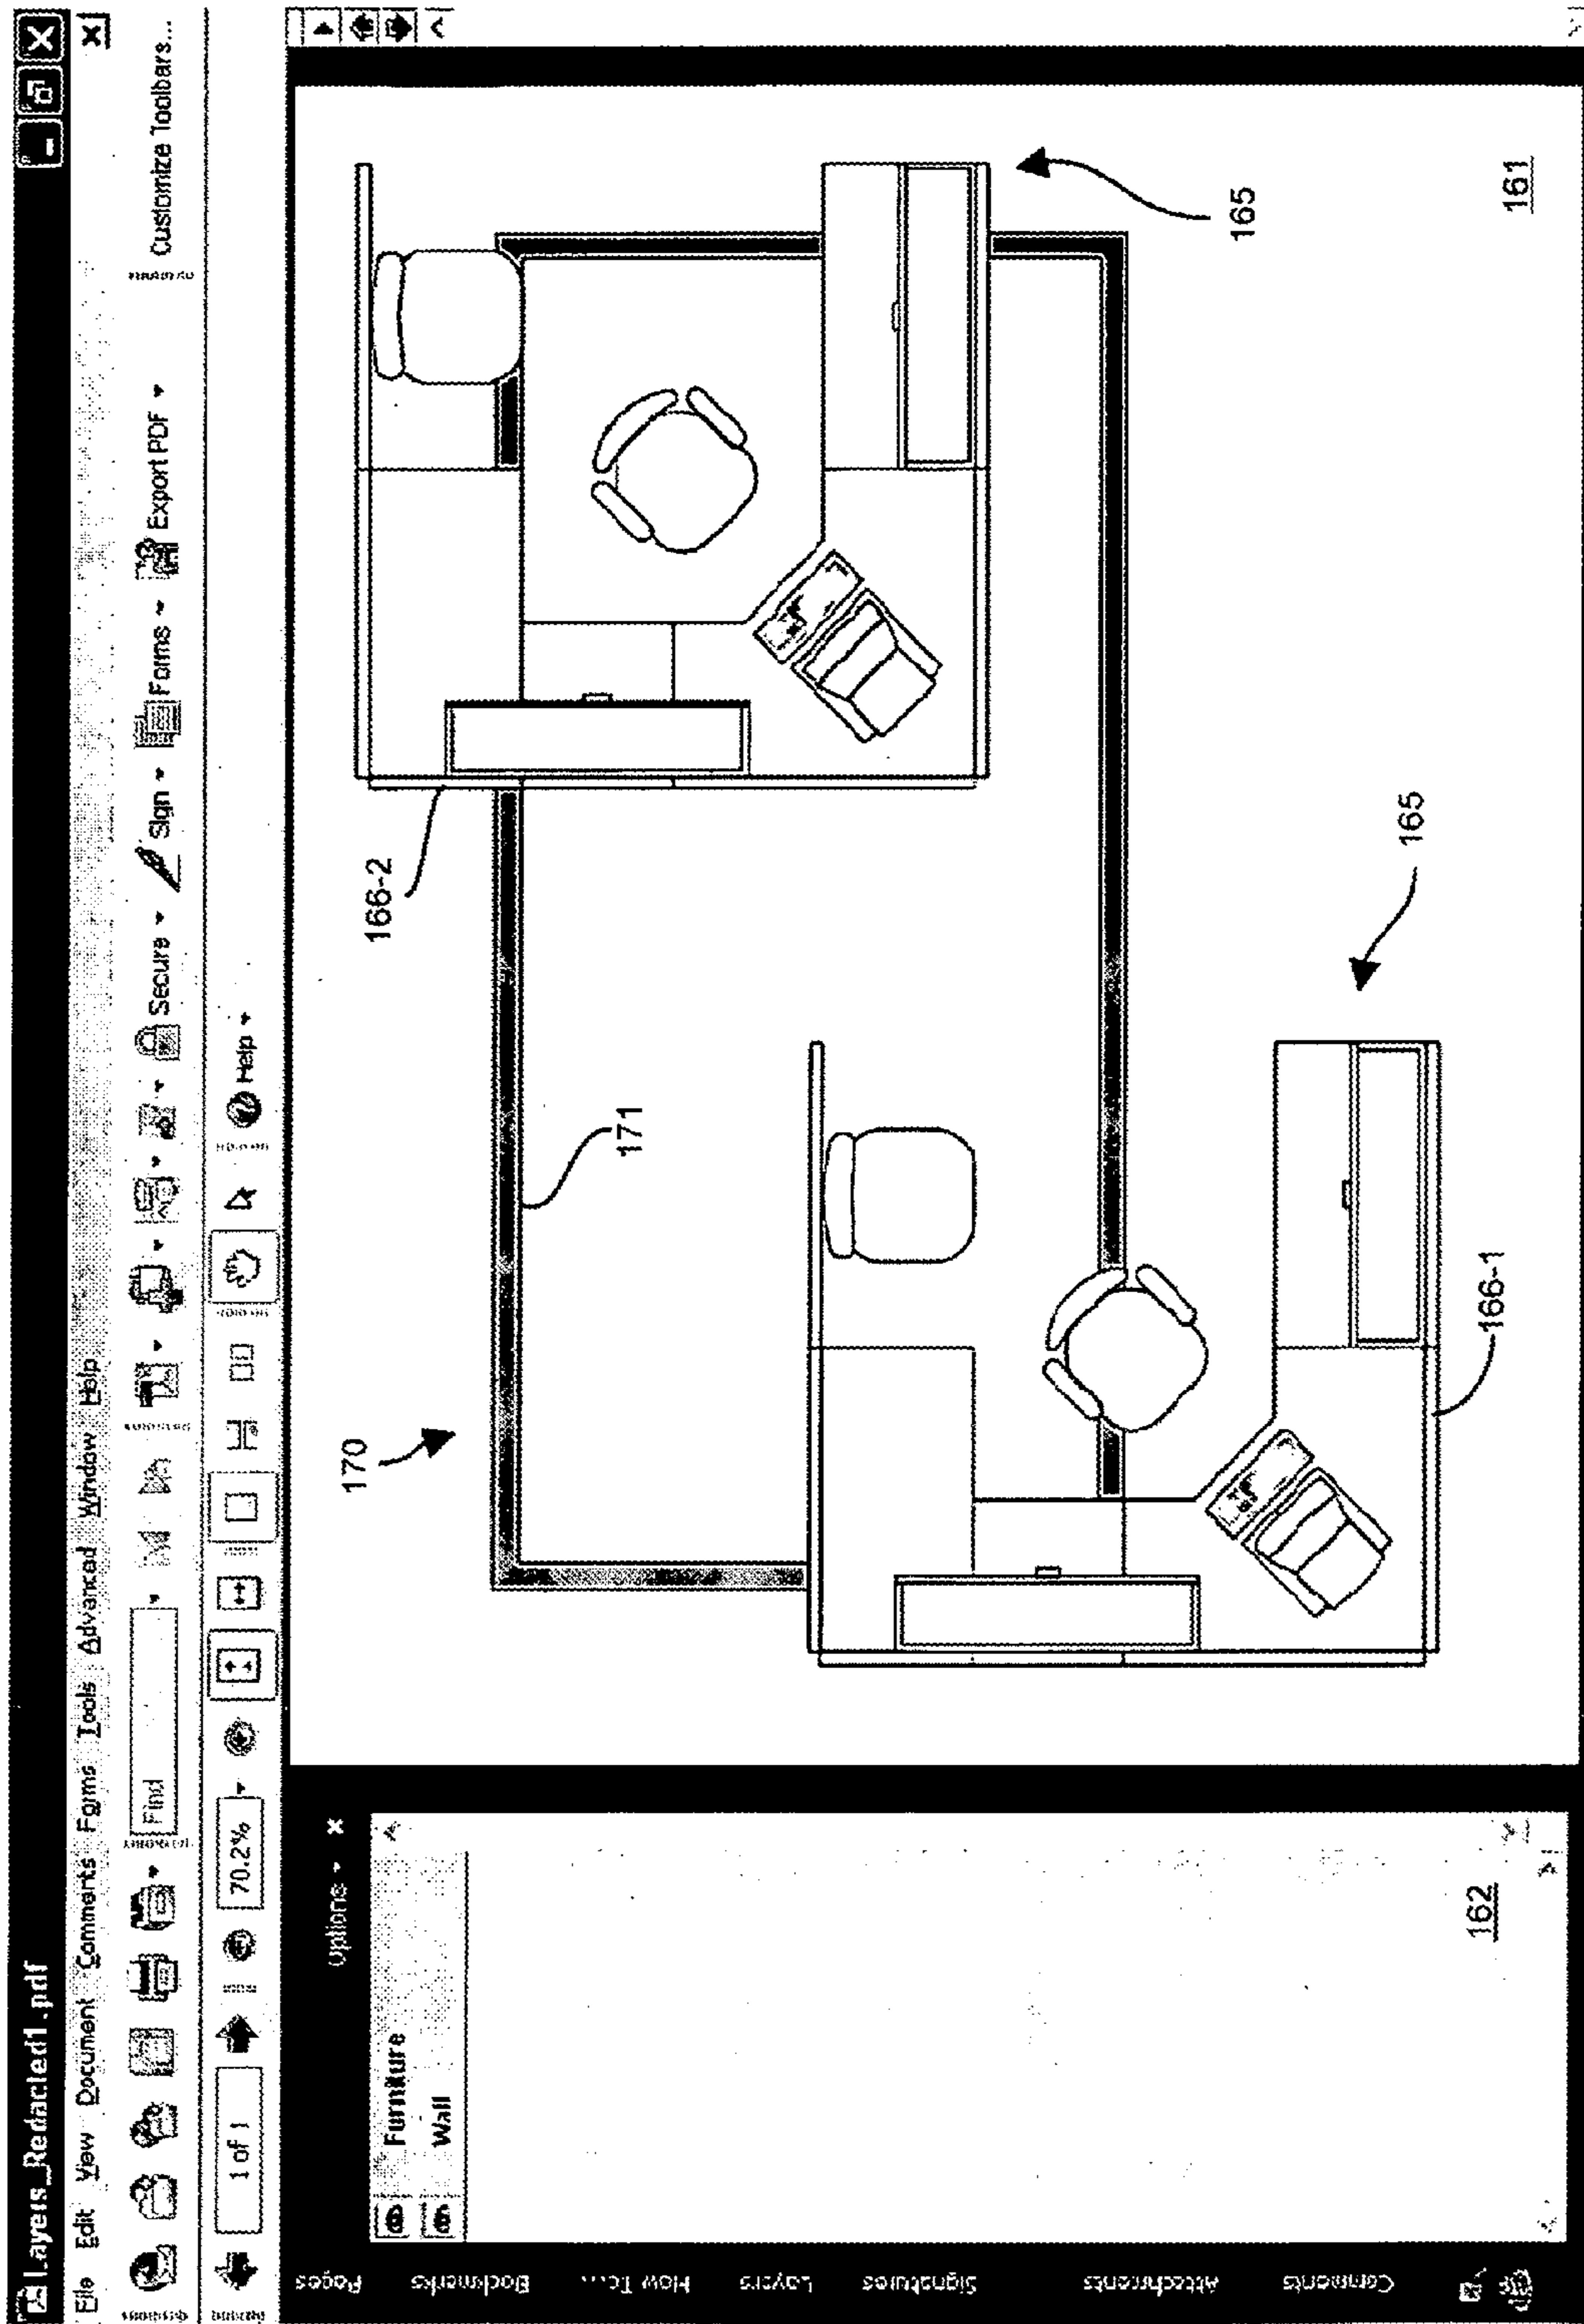 Layers_Redacted1.pdf
File Edit View Document Comments Forms Tools Advanced Window Help
Find Secure Sign Forms Export PDF Customize Toolbars...
1 of 1 70.2% Help
Options
Furniture
Wall
Pages
Bookmarks
How To...
Layers
Signatures
Attachments
Comments
162
170
171
166-2
165
165
166-1
161